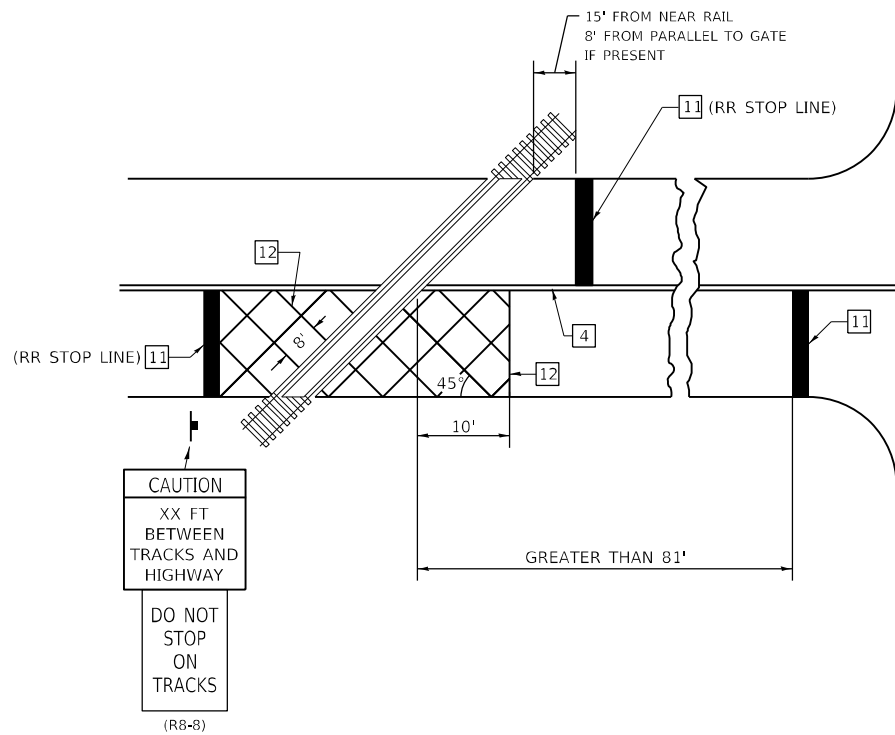 15' FROM NEAR RAIL
8' FROM PARALLEL TO GATE
IF PRESENT
11 (RR STOP LINE)
12
8'
(RR STOP LINE) 11
4
11
12
45°
10'
CAUTION
XX FT
BETWEEN
TRACKS AND
HIGHWAY
GREATER THAN 81'
DO NOT
STOP
ON
TRACKS
(R8-8)